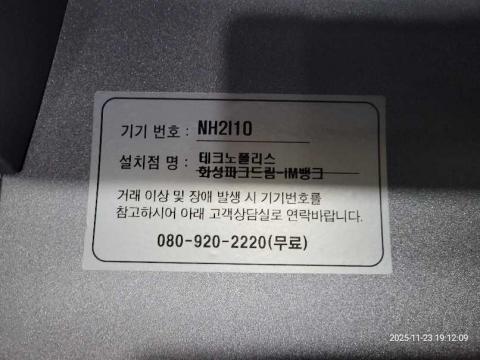 기기 번호 : NH2I10
설치점 명 : 테크노폴리스
화성파크드림-iM뱅크
거래 이상 및 장애 발생 시 기기번호를
참고하시어 아래 고객상담실로 연락바랍니다.
080-920-2220(무료)
2025-11-23 19:12:09